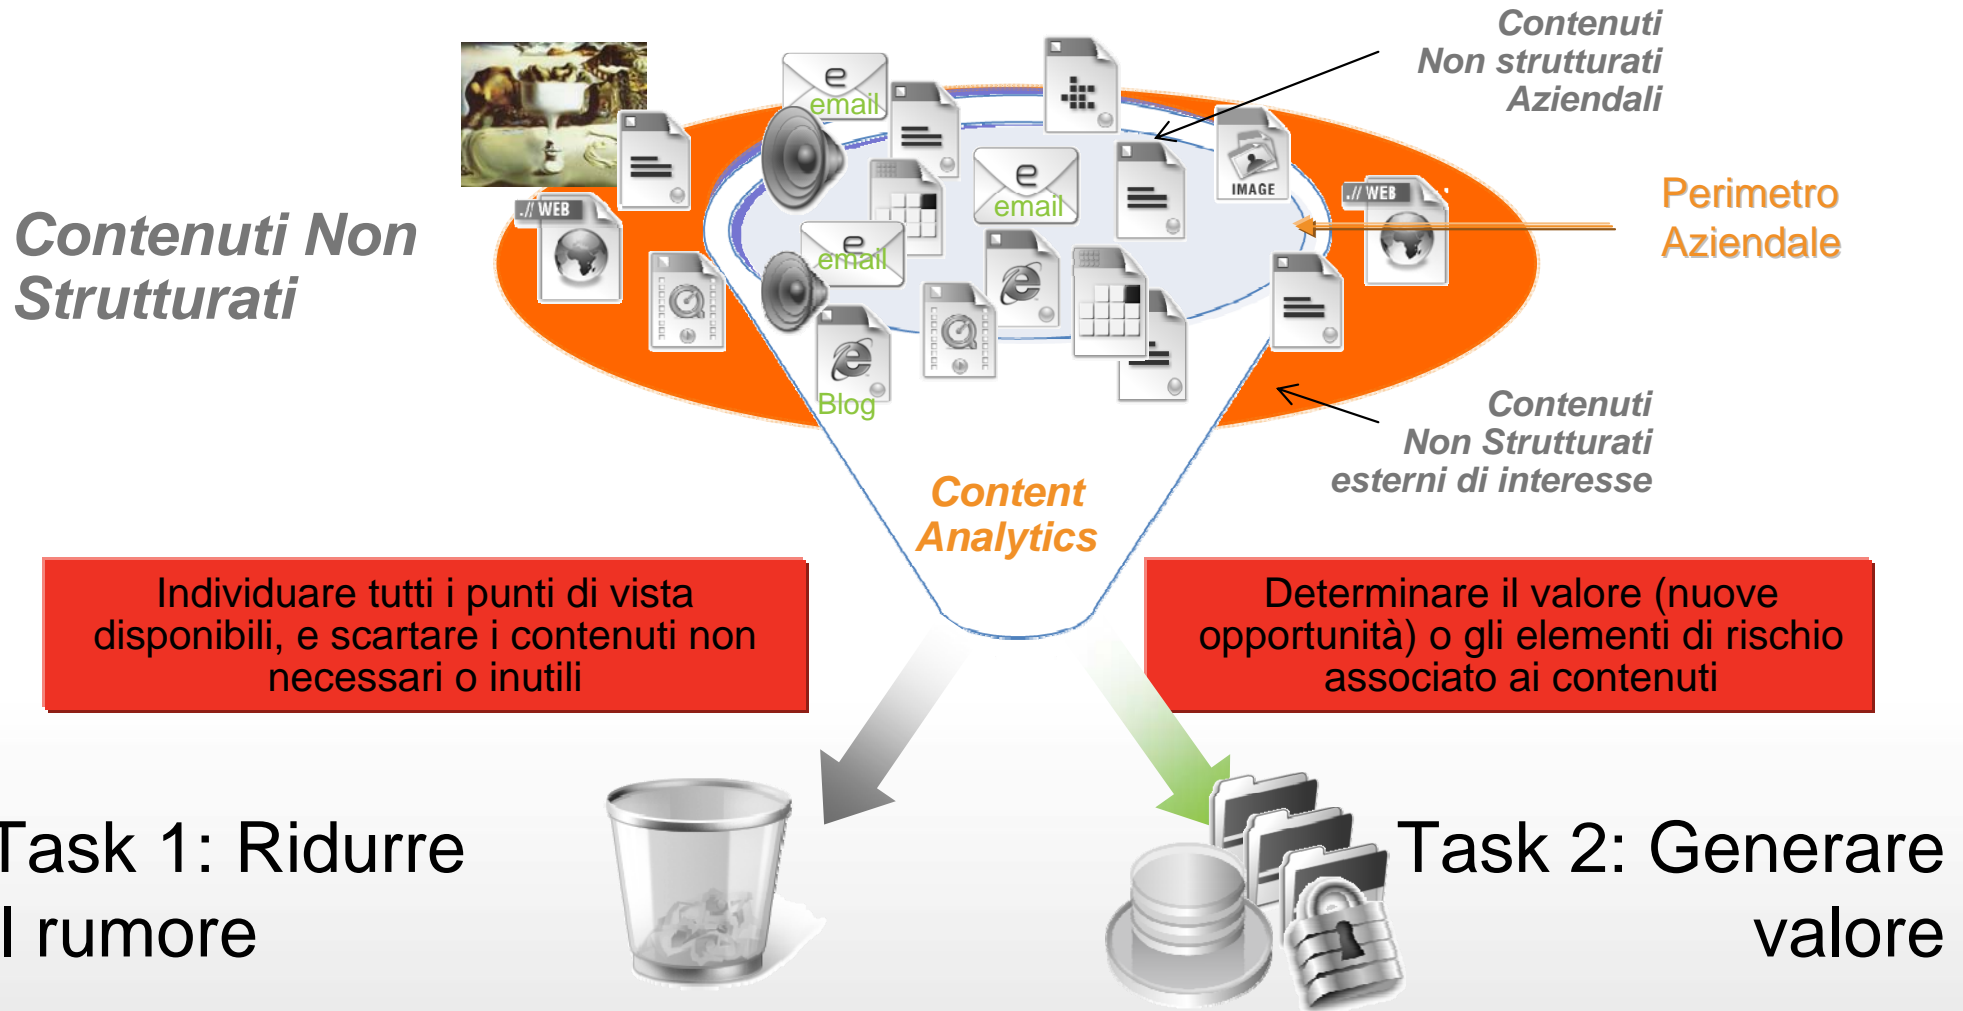 Contenuti
Non strutturati
Aziendali
email
email
email
IMAGE
.// WEB
.// WEB
Perimetro
Aziendale
Contenuti Non
Strutturati
Blog
Contenuti
Non Strutturati
esterni di interesse
Content
Analytics
Individuare tutti i punti di vista
disponibili, e scartare i contenuti non
necessari o inutili
Determinare il valore (nuove
opportunità) o gli elementi di rischio
associato ai contenuti
Task 1: Ridurre
il rumore
Task 2: Generare
valore